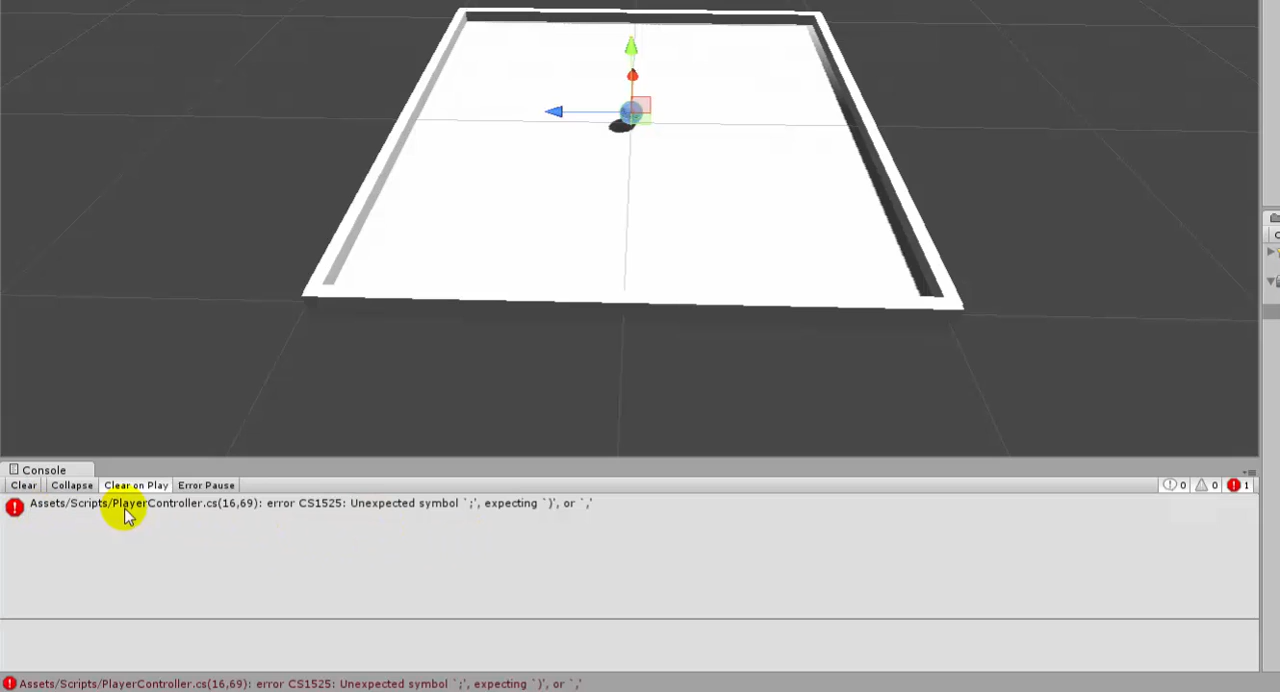 Console
Clear Collapse Clear on Play Error Pause 0 0 1
Assets/Scripts/PlayerController.cs(16,69): error CS1525: Unexpected symbol `;', expecting `)', or `,'
Assets/Scripts/PlayerController.cs(16,69): error CS1525: Unexpected symbol `;', expecting `)', or `,'